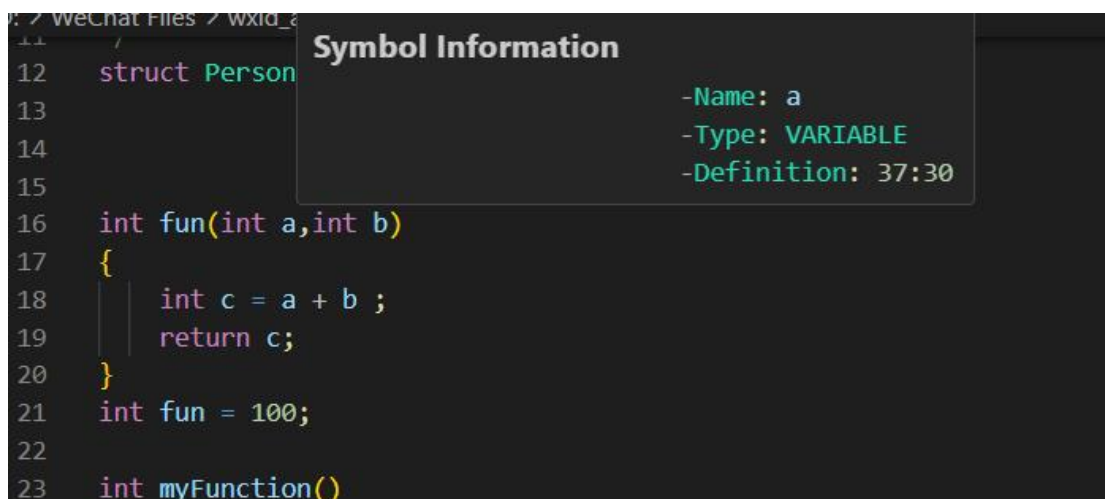 WeChat Files > wxid_a
Symbol Information
12 struct Person
-Name: a
13
-Type: VARIABLE
14
-Definition: 37:30
15
16 int fun(int a,int b)
17 {
18 int c = a + b ;
19 return c;
20 }
21 int fun = 100;
22
23 int myFunction()